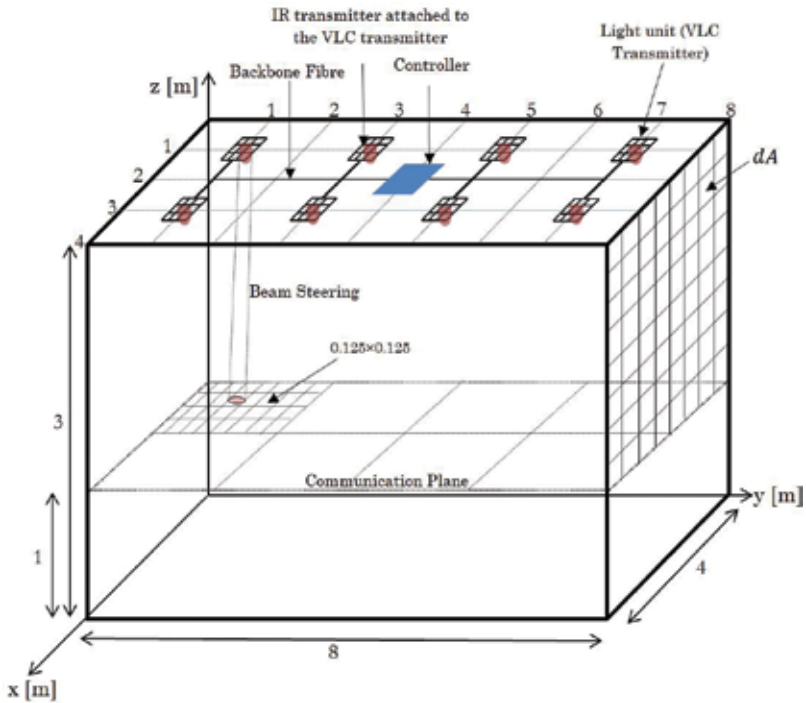 IR transmitter attached to
the VLC transmitter
Light unit (VLC
Transmitter)
Backbone Fibre
Controller
z [m]
1 2 3 4 5 6 7 8
1
2
3
4
dA
Beam Steering
0.125×0.125
3
Communication Plane
y [m]
1
4
8
x [m]